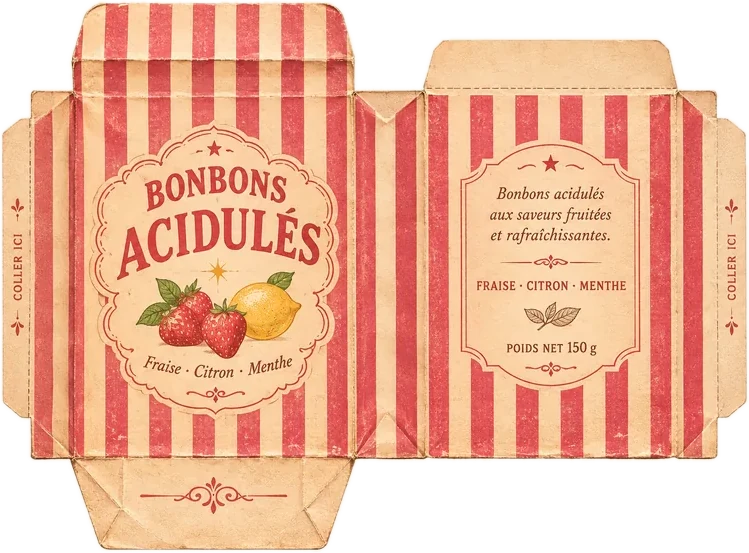 COLLER ICI
BONBONS
ACIDULÉS
Fraise · Citron · Menthe
Bonbons acidulés
aux saveurs fruitées
et rafraîchissantes.
FRAISE · CITRON · MENTHE
POIDS NET 150 g
COLLER ICI